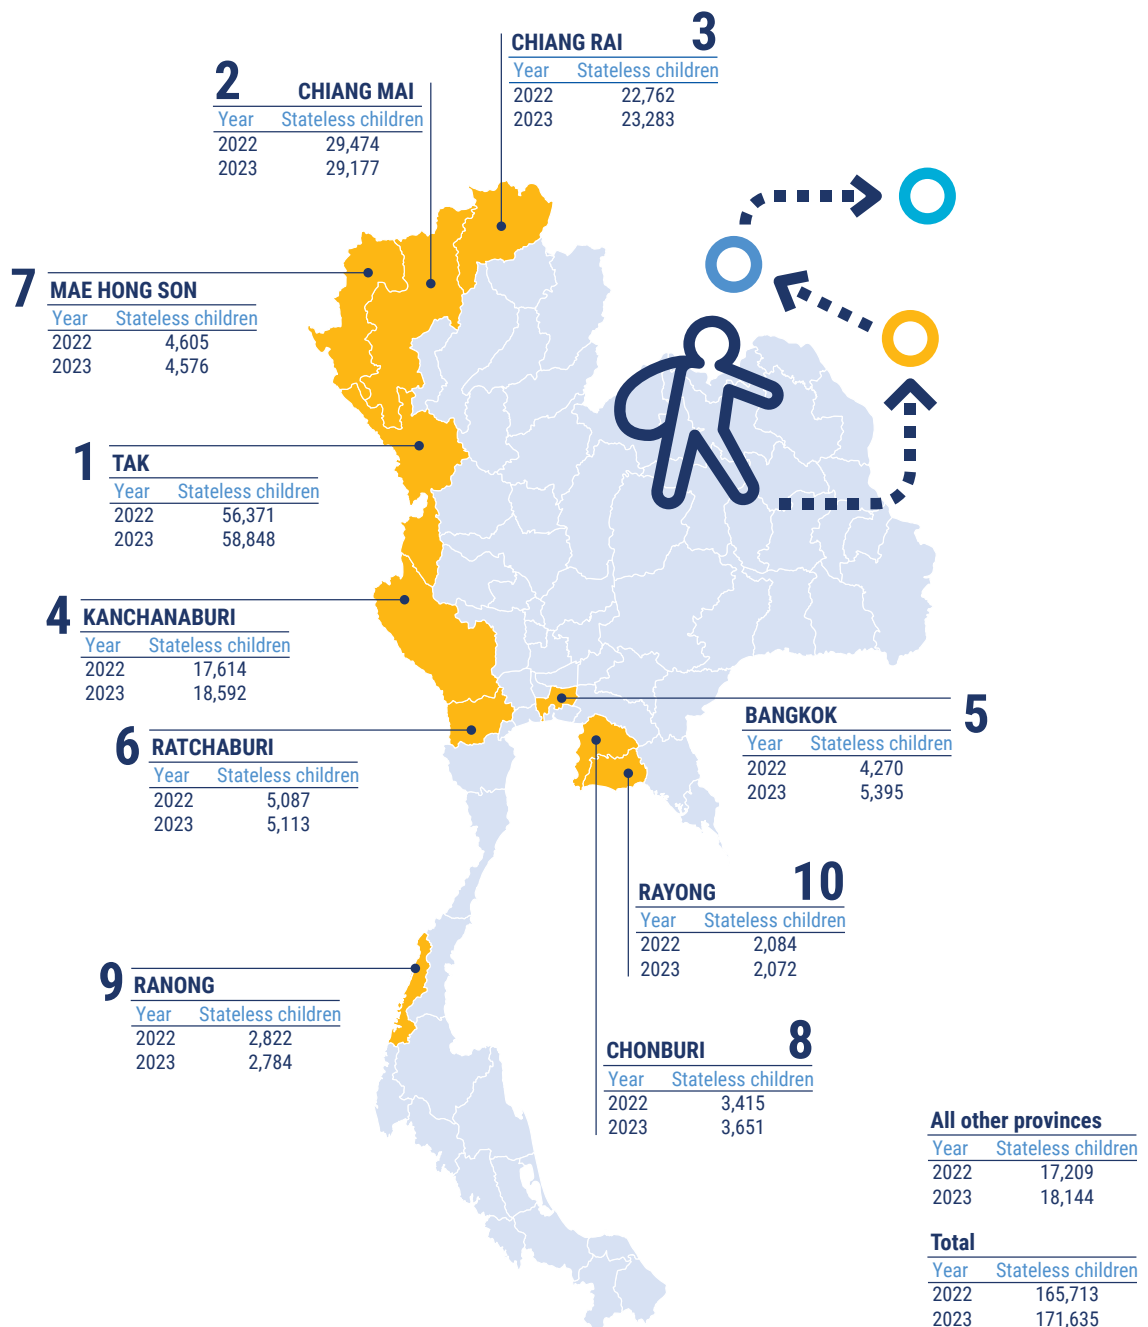 3
CHIANG RAI
Year Stateless children
2022 22,762
2023 23,283
2
CHIANG MAI
Year Stateless children
2022 29,474
2023 29,177
7
MAE HONG SON
Year Stateless children
2022 4,605
2023 4,576
1
TAK
Year Stateless children
2022 56,371
2023 58,848
4
KANCHANABURI
Year Stateless children
2022 17,614
2023 18,592
5
BANGKOK
Year Stateless children
2022 4,270
2023 5,395
6
RATCHABURI
Year Stateless children
2022 5,087
2023 5,113
10
RAYONG
Year Stateless children
2022 2,084
2023 2,072
9
RANONG
Year Stateless children
2022 2,822
2023 2,784
8
CHONBURI
Year Stateless children
2022 3,415
2023 3,651
All other provinces
Year Stateless children
2022 17,209
2023 18,144
Total
Year Stateless children
2022 165,713
2023 171,635